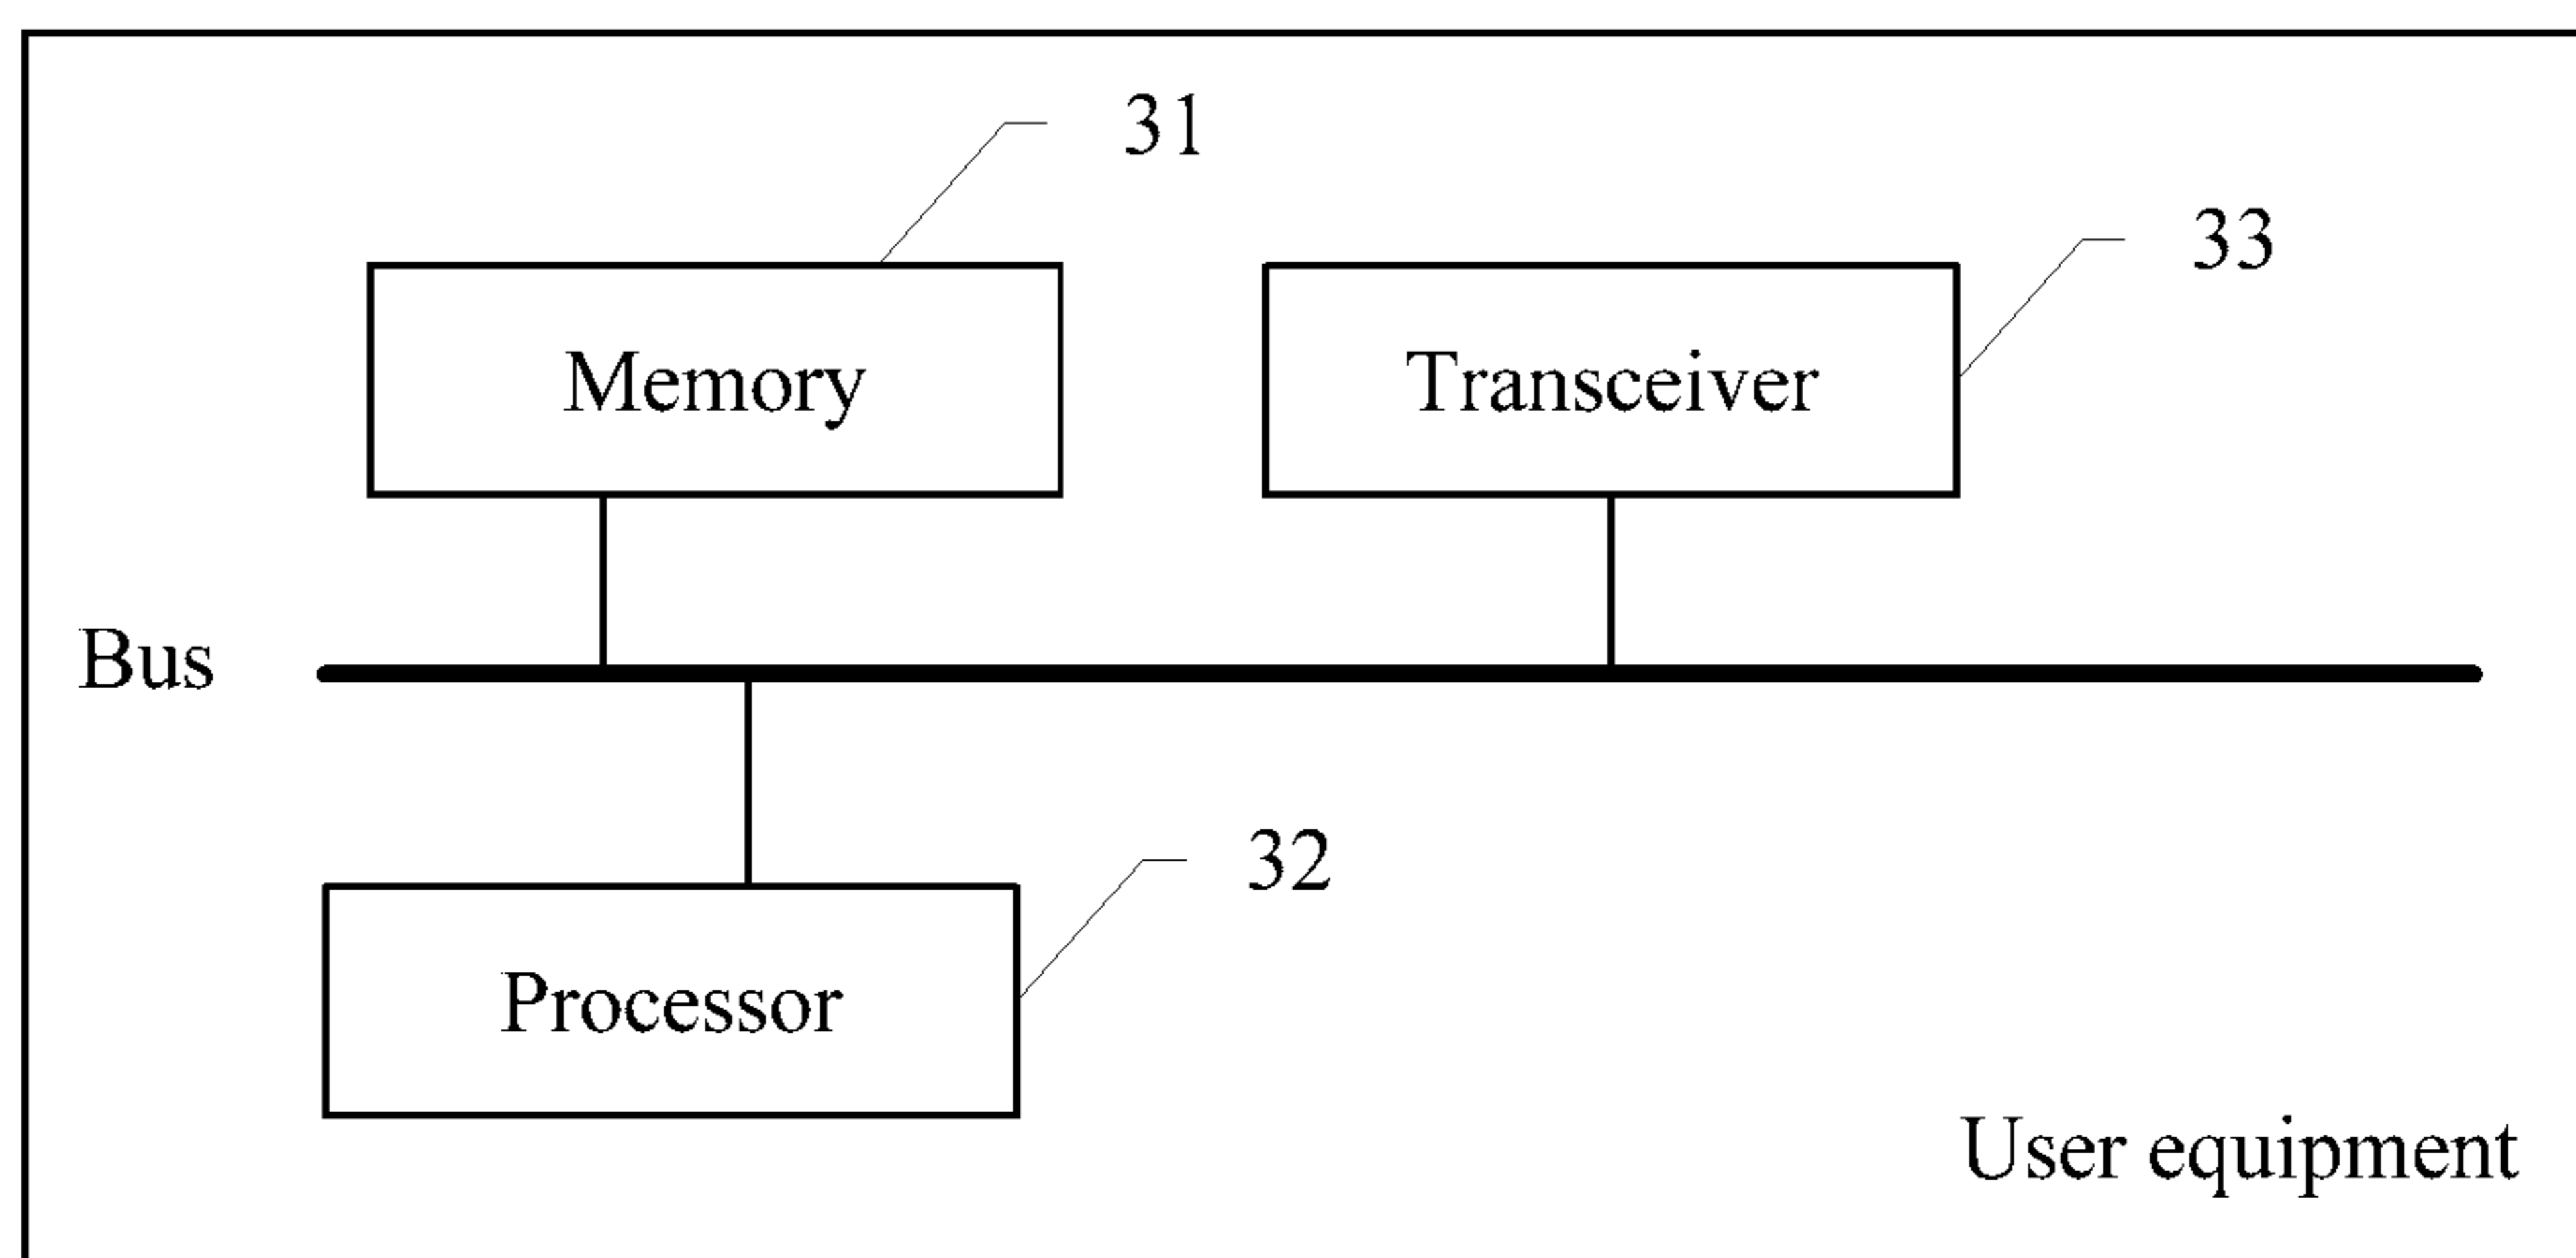 31
33
Memory
Transceiver
Bus
32
Processor
User equipment